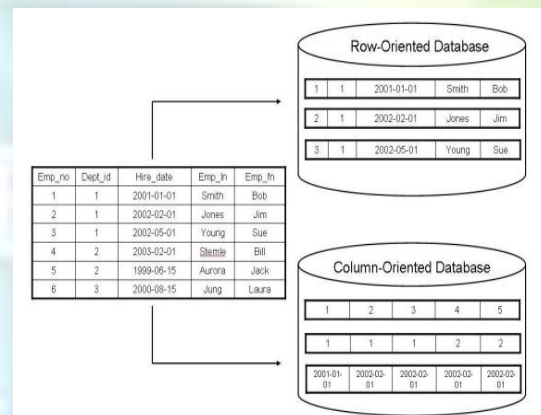 Row-Oriented Database
1 1 2001-01-01 Smith Bob
2 1 2002-02-01 Jones Jim
3 1 2002-05-01 Young Sue
Emp_no Dept_id Hire_date Emp_ln Emp_fn
1 1 2001-01-01 Smith Bob
2 1 2002-02-01 Jones Jim
3 1 2002-05-01 Young Sue
4 2 2003-02-01 Stemle Bill
5 2 1999-06-15 Aurora Jack
6 3 2000-08-15 Jung Laura
Column-Oriented Database
1 2 3 4 5
1 1 1 2 2
2001-01- 2002-02- 2002-02- 2002-02- 2002-02-
01 01 01 01 01